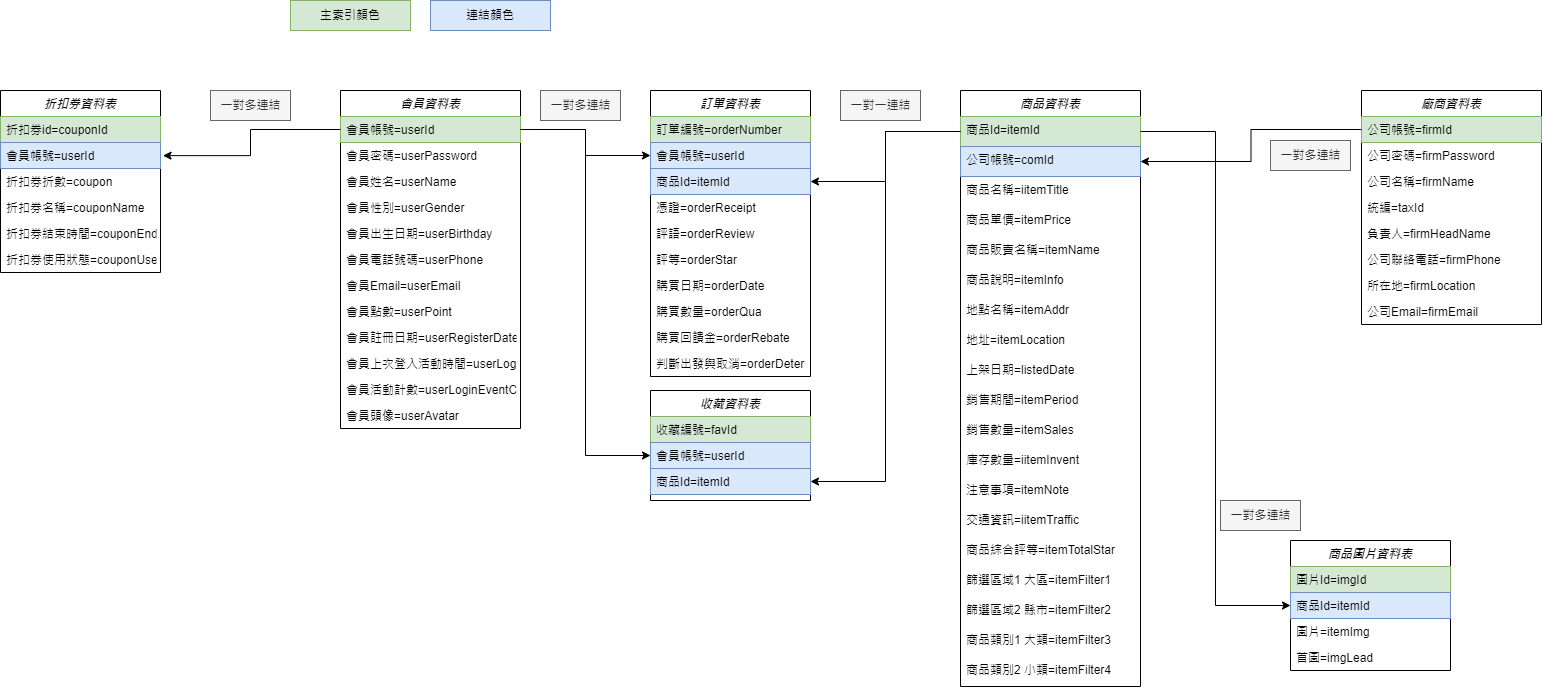 主索引顏色
連結顏色
折扣券資料表
折扣券id=couponId
會員帳號=userId
折扣券折數=coupon
折扣券名稱=couponName
折扣券結束時間=couponEnd
折扣券使用狀態=couponUse
一對多連結
會員資料表
會員帳號=userId
會員密碼=userPassword
會員姓名=userName
會員性別=userGender
會員出生日期=userBirthday
會員電話號碼=userPhone
會員Email=userEmail
會員點數=userPoint
會員註冊日期=userRegisterDate
會員上次登入活動時間=userLog
會員活動計數=userLoginEventC
會員頭像=userAvatar
一對多連結
訂單資料表
訂單編號=orderNumber
會員帳號=userId
商品Id=itemId
憑證=orderReceipt
評語=orderReview
評等=orderStar
購買日期=orderDate
購買數量=orderQua
購買回饋金=orderRebate
判斷出發與取消=orderDeter
收藏資料表
收藏編號=favId
會員帳號=userId
商品Id=itemId
一對一連結
商品資料表
商品Id=itemId
公司帳號=comId
商品名稱=iitemTitle
商品單價=itemPrice
商品販賣名稱=itemName
商品說明=itemInfo
地點名稱=itemAddr
地址=itemLocation
上架日期=listedDate
銷售期間=itemPeriod
銷售數量=itemSales
庫存數量=iitemInvent
注意事項=itemNote
交通資訊=iitemTraffic
商品綜合評等=itemTotalStar
篩選區域1 大區=itemFilter1
篩選區域2 縣市=itemFilter2
商品類別1 大類=itemFilter3
商品類別2 小類=itemFilter4
一對多連結
廠商資料表
公司帳號=firmId
公司密碼=firmPassword
公司名稱=firmName
統編=taxId
負責人=firmHeadName
公司聯絡電話=firmPhone
所在地=firmLocation
公司Email=firmEmail
一對多連結
商品圖片資料表
圖片Id=imgId
商品Id=itemId
圖片=itemImg
首圖=imgLead